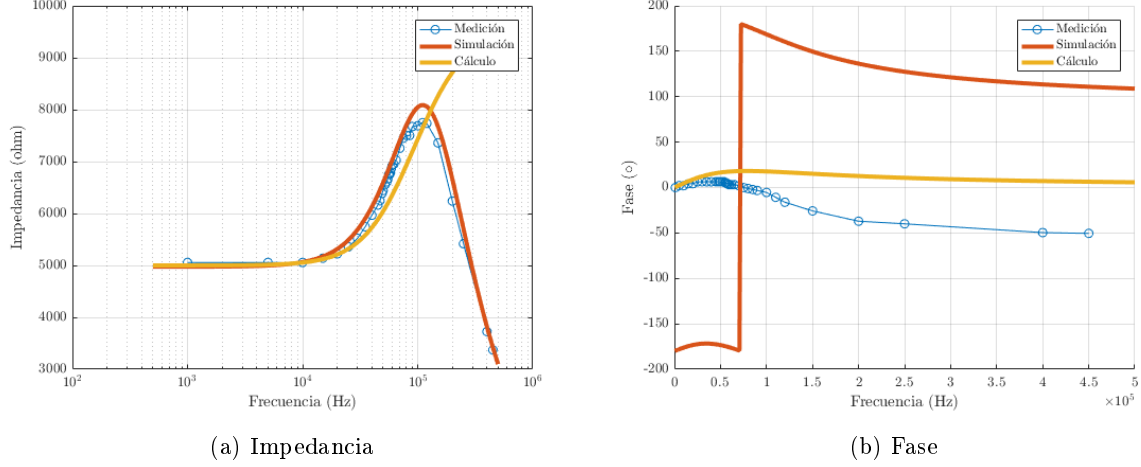 10000
9000
8000
7000
6000
5000
4000
3000
Impedancia (ohm)
10^2
10^3
10^4
10^5
10^6
Frecuencia (Hz)
Medición
Simulación
Cálculo
(a) Impedancia
200
150
100
50
0
-50
-100
-150
-200
Fase (○)
0
0.5
1
1.5
2
2.5
3
3.5
4
4.5
5
×10^5
Frecuencia (Hz)
Medición
Simulación
Cálculo
(b) Fase